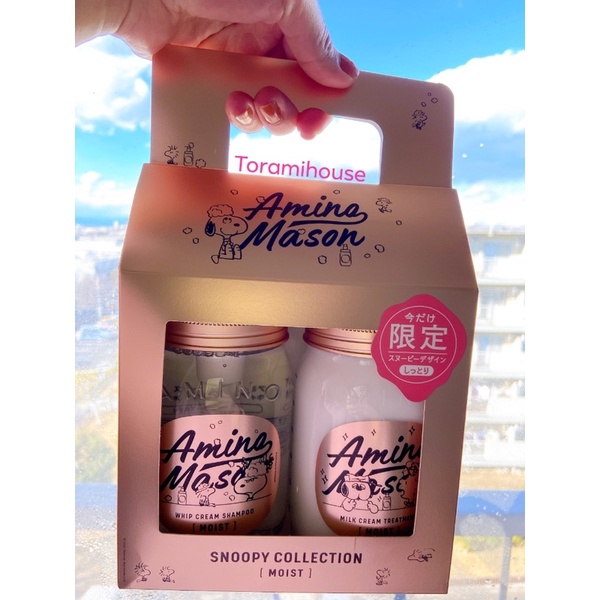 Toramihouse
Amino
Mason
今だけ
限定
スヌーピーデザイン
しっとり
Amino
Mason
WHIP CREAM SHAMPOO
[ MOIST ]
Amino
Mason
MILK CREAM TREATMENT
[ MOIST ]
SNOOPY COLLECTION
[ MOIST ]